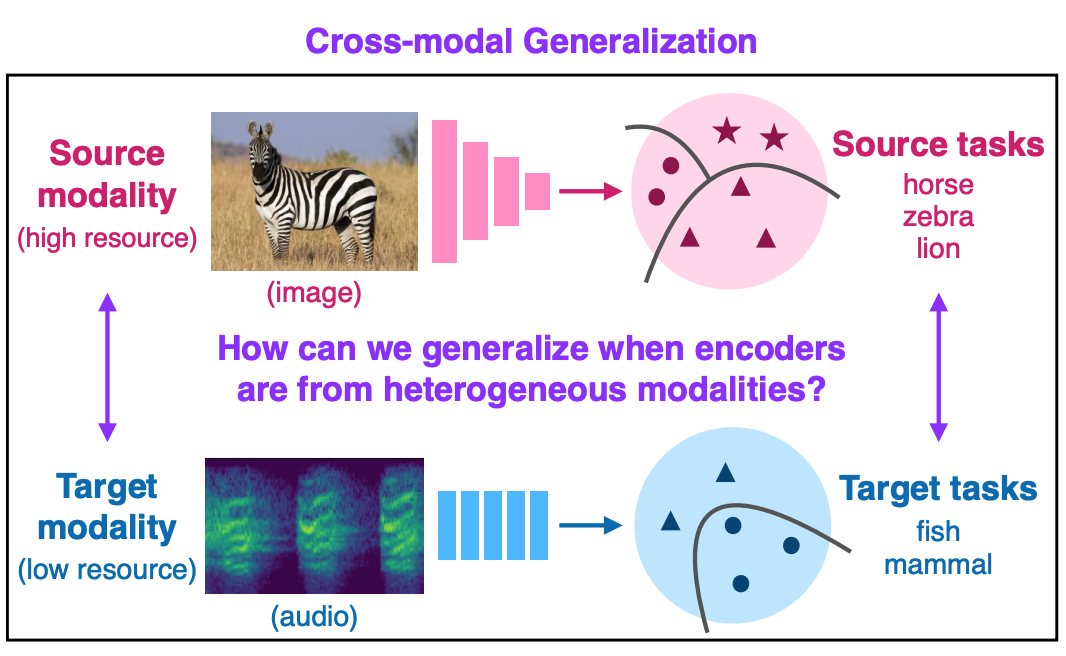 Cross-modal Generalization
Source
modality
(high resource)
(image)
Source tasks
horse
zebra
lion
How can we generalize when encoders
are from heterogeneous modalities?
Target
modality
(low resource)
(audio)
Target tasks
fish
mammal